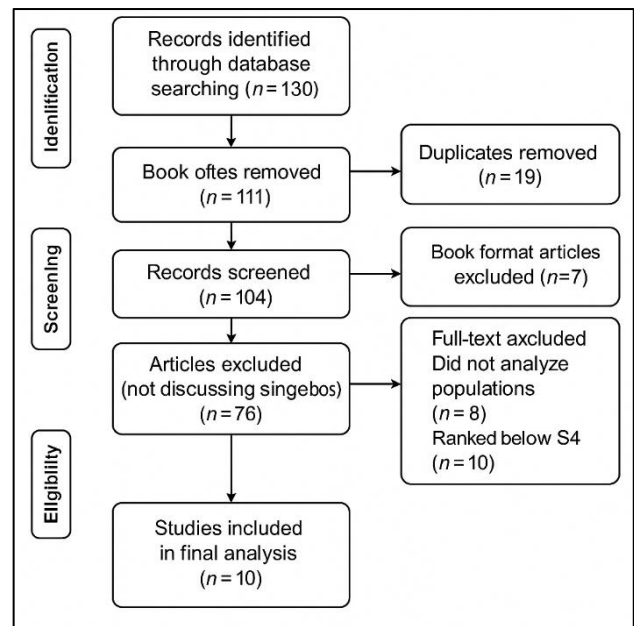 Idenlification
Records identified
through database
searching (n = 130)
Book oftes removed
(n = 111)
Duplicates removed
(n = 19)
Screening
Records screened
(n = 104)
Book format articles
excluded (n=7)
Articles excluded
(not discussing singebos)
(n = 76)
Full-text axcluded
Did not analyze
populations
(n = 8)
Ranked below S4
(n = 10)
Eligiblity
Studies included
in final analysis
(n = 10)